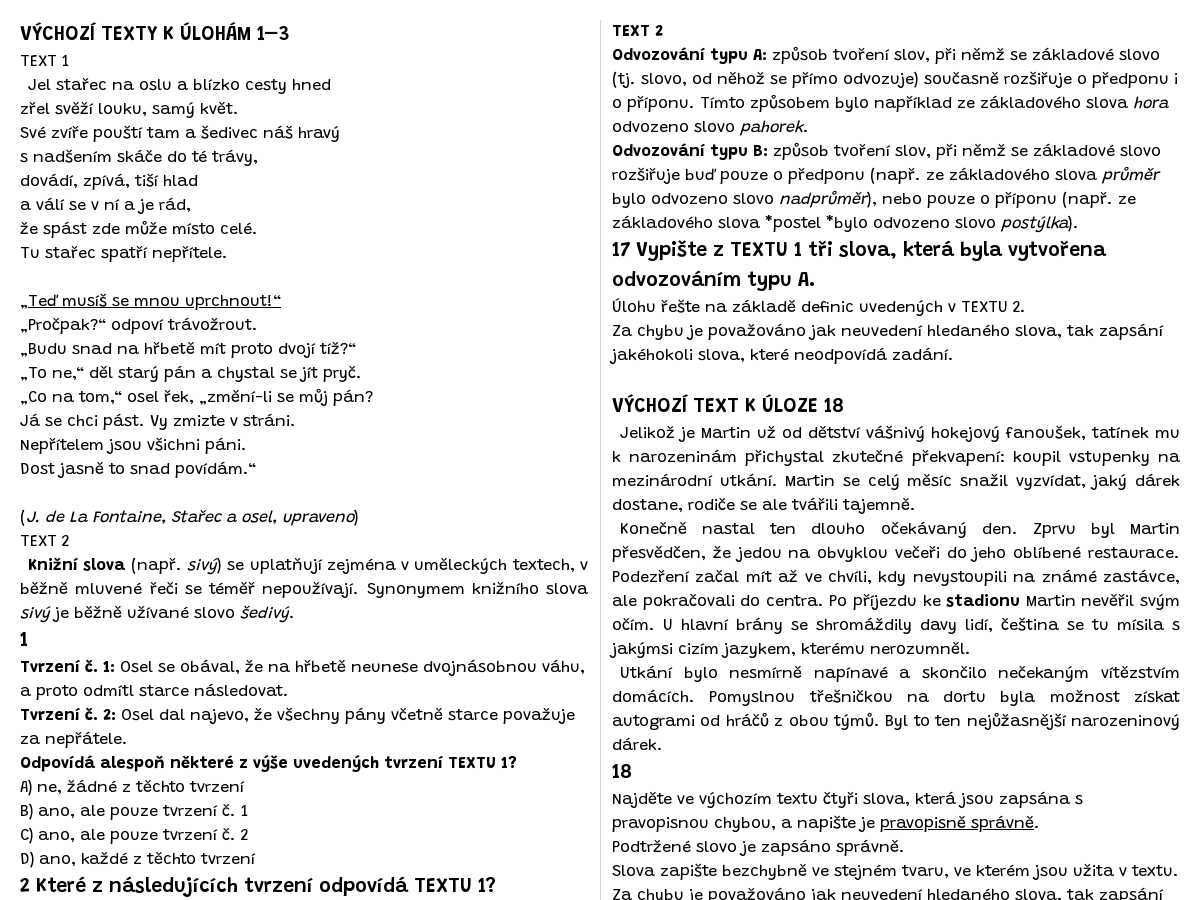 VÝCHOZÍ TEXTY K ÚLOHÁM 1–3
TEXT 1
Jel stařec na oslu a blízko cesty hned
zřel svěží louku, samý květ.
Své zvíře pouští tam a šedivec náš hravý
s nadšením skáče do té trávy,
dovádí, zpívá, tiší hlad
a válí se v ní a je rád,
že spást zde může místo celé.
Tu stařec spatří nepřítele.
„Teď musíš se mnou uprchnout!“
„Pročpak?“ odpoví trávožrout.
„Budu snad na hřbetě mít proto dvojí tíž?“
„To ne,“ děl starý pán a chystal se jít pryč.
„Co na tom,“ osel řek, „změní-li se můj pán?
Já se chci pást. Vy zmizte v stráni.
Nepřítelem jsou všichni páni.
Dost jasně to snad povídám.“
(J. de La Fontaine, Stařec a osel, upraveno)
TEXT 2
Knižní slova (např. sivý) se uplatňují zejména v uměleckých textech, v
běžně mluvené řeči se téměř nepoužívají. Synonymem knižního slova
sivý je běžně užívané slovo šedivý.
1
Tvrzení č. 1: Osel se obával, že na hřbetě neunese dvojnásobnou váhu,
a proto odmítl starce následovat.
Tvrzení č. 2: Osel dal najevo, že všechny pány včetně starce považuje
za nepřátele.
Odpovídá alespoň některé z výše uvedených tvrzení TEXTU 1?
A) ne, žádné z těchto tvrzení
B) ano, ale pouze tvrzení č. 1
C) ano, ale pouze tvrzení č. 2
D) ano, každé z těchto tvrzení
2 Které z následujících tvrzení odpovídá TEXTU 1?
TEXT 2
Odvozování typu A: způsob tvoření slov, při němž se základové slovo
(tj. slovo, od něhož se přímo odvozuje) současně rozšiřuje o předponu i
o příponu. Tímto způsobem bylo například ze základového slova hora
odvozeno slovo pahorek.
Odvozování typu B: způsob tvoření slov, při němž se základové slovo
rozšiřuje buď pouze o předponu (např. ze základového slova průměr
bylo odvozeno slovo nadprůměr), nebo pouze o příponu (např. ze
základového slova *postel *bylo odvozeno slovo postýlka).
17 Vypište z TEXTU 1 tři slova, která byla vytvořena
odvozováním typu A.
Úlohu řešte na základě definic uvedených v TEXTU 2.
Za chybu je považováno jak neuvedení hledaného slova, tak zapsání
jakéhokoli slova, které neodpovídá zadání.
VÝCHOZÍ TEXT K ÚLOZE 18
Jelikož je Martin už od dětství vášnivý hokejový fanoušek, tatínek mu
k narozeninám přichystal zkutečné překvapení: koupil vstupenky na
mezinárodní utkání. Martin se celý měsíc snažil vyzvídat, jaký dárek
dostane, rodiče se ale tvářili tajemně.
Konečně nastal ten dlouho očekávaný den. Zprvu byl Martin
přesvědčen, že jedou na obvyklou večeři do jeho oblíbené restaurace.
Podezření začal mít až ve chvíli, kdy nevystoupili na známé zastávce,
ale pokračovali do centra. Po příjezdu ke stadionu Martin nevěřil svým
očím. U hlavní brány se shromáždily davy lidí, čeština se tu mísila s
jakýmsi cizím jazykem, kterému nerozumněl.
Utkání bylo nesmírně napínavé a skončilo nečekaným vítězstvím
domácích. Pomyslnou třešničkou na dortu byla možnost získat
autogrami od hráčů z obou týmů. Byl to ten nejůžasnější narozeninový
dárek.
18
Najděte ve výchozím textu čtyři slova, která jsou zapsána s
pravopisnou chybou, a napište je pravopisně správně.
Podtržené slovo je zapsáno správně.
Slova zapište bezchybně ve stejném tvaru, ve kterém jsou užita v textu.
Za chybu je považováno jak neuvedení hledaného slova, tak zapsání